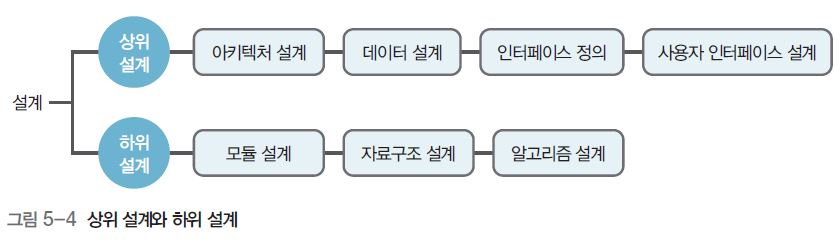 설계
상위
설계
아키텍처 설계
데이터 설계
인터페이스 정의
사용자 인터페이스 설계
하위
설계
모듈 설계
자료구조 설계
알고리즘 설계
그림 5-4 상위 설계와 하위 설계